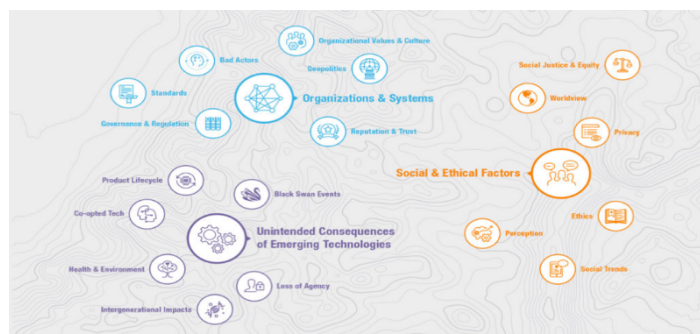 Organizational Values & Culture
Bad Actors
Geopolitics
Social Justice & Equity
Standards
Organizations & Systems
Worldview
Governance & Regulation
Reputation & Trust
Privacy
Social & Ethical Factors
Product Lifecycle
Black Swan Events
Co-opted Tech
Ethics
Unintended Consequences
of Emerging Technologies
Perception
Health & Environment
Social Trends
Loss of Agency
Intergenerational Impacts